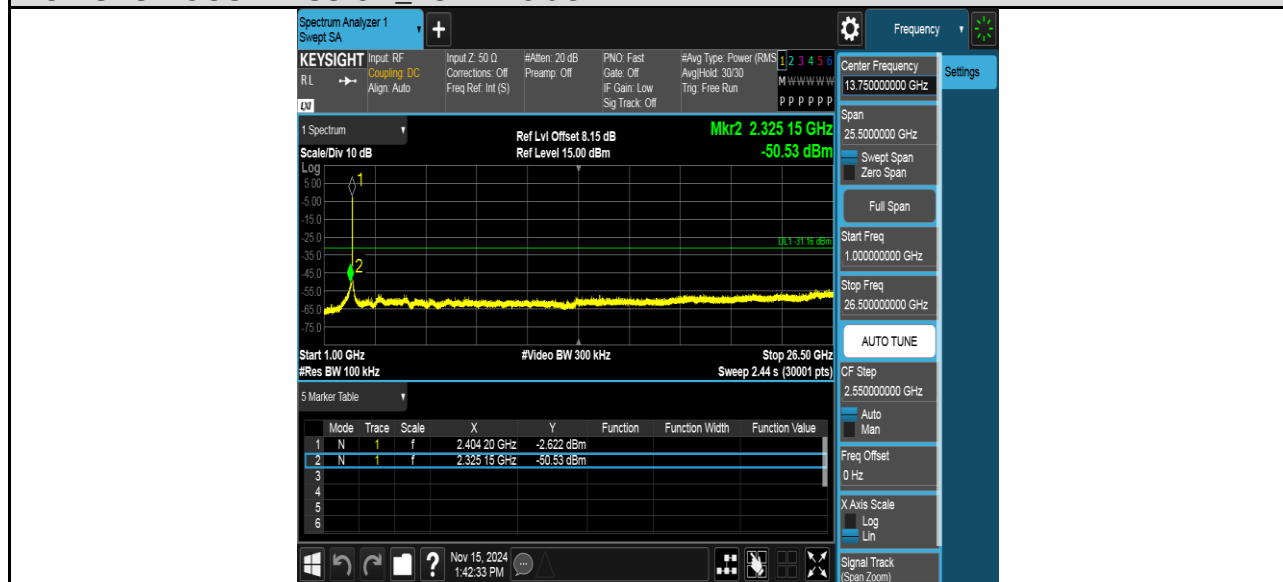 Spectrum Analyzer 1
Swept SA
+
Frequency
KEYSIGHT
RL
LXI
Input: RF
Coupling: DC
Align: Auto
Input Z: 50 Ω
Corrections: Off
Freq Ref: Int (S)
#Atten: 20 dB
Preamp: Off
PNO: Fast
Gate: Off
IF Gain: Low
Sig Track: Off
#Avg Type: Power (RMS
Avg|Hold: 30/30
Trig: Free Run
1 2 3 4 5 6
M W W W W W
P P P P P P
Center Frequency
13.750000000 GHz
Settings
Span
25.5000000 GHz
Swept Span
Zero Span
Full Span
Start Freq
1.000000000 GHz
Stop Freq
26.500000000 GHz
AUTO TUNE
CF Step
2.550000000 GHz
Auto
Man
Freq Offset
0 Hz
X Axis Scale
Log
Lin
Signal Track
(Span Zoom)
1 Spectrum
Scale/Div 10 dB
Ref Lvl Offset 8.15 dB
Ref Level 15.00 dBm
Mkr2 2.325 15 GHz
-50.53 dBm
Log
5.00
-5.00
-15.0
-25.0
-35.0
-45.0
-55.0
-65.0
-75.0
1
2
DL1 -31.16 dBm
Start 1.00 GHz
#Video BW 300 kHz
Stop 26.50 GHz
#Res BW 100 kHz
Sweep 2.44 s (30001 pts)
5 Marker Table
Mode Trace Scale X Y Function Function Width Function Value
1 N 1 f 2.404 20 GHz -2.622 dBm
2 N 1 f 2.325 15 GHz -50.53 dBm
3
4
5
6
?
Nov 15, 2024
1:42:33 PM